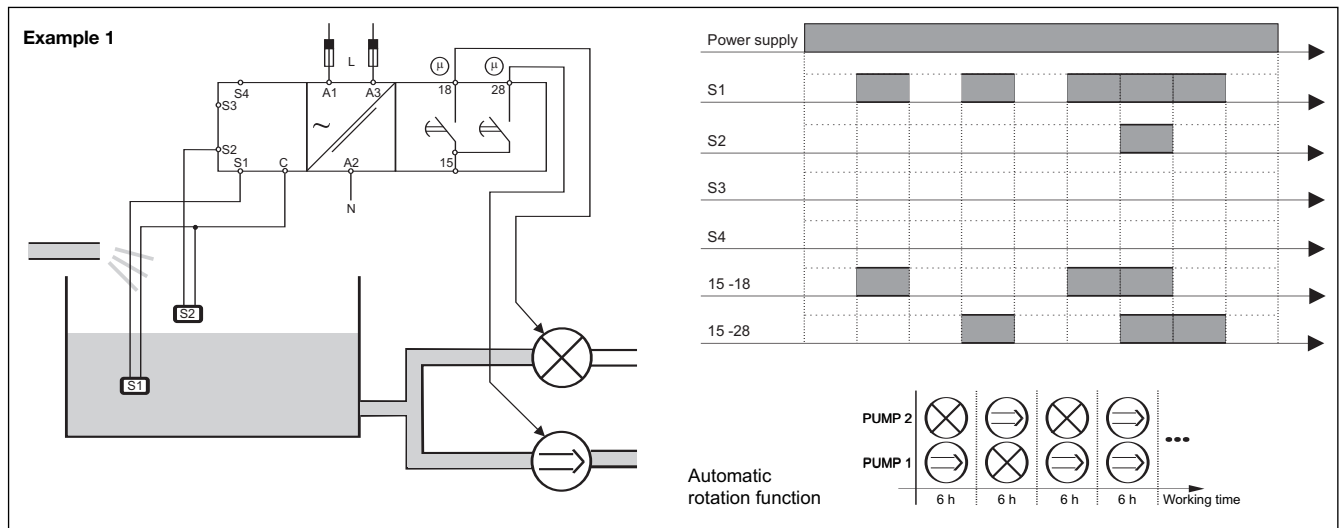 Example 1
L
μ μ
S4 A1 A3 18 28
S3
~
S2
S1 C A2 15
N
S2
S1
Power supply
S1
S2
S3
S4
15 -18
15 -28
PUMP 2
PUMP 1
...
Automatic
rotation function
6 h 6 h 6 h 6 h Working time